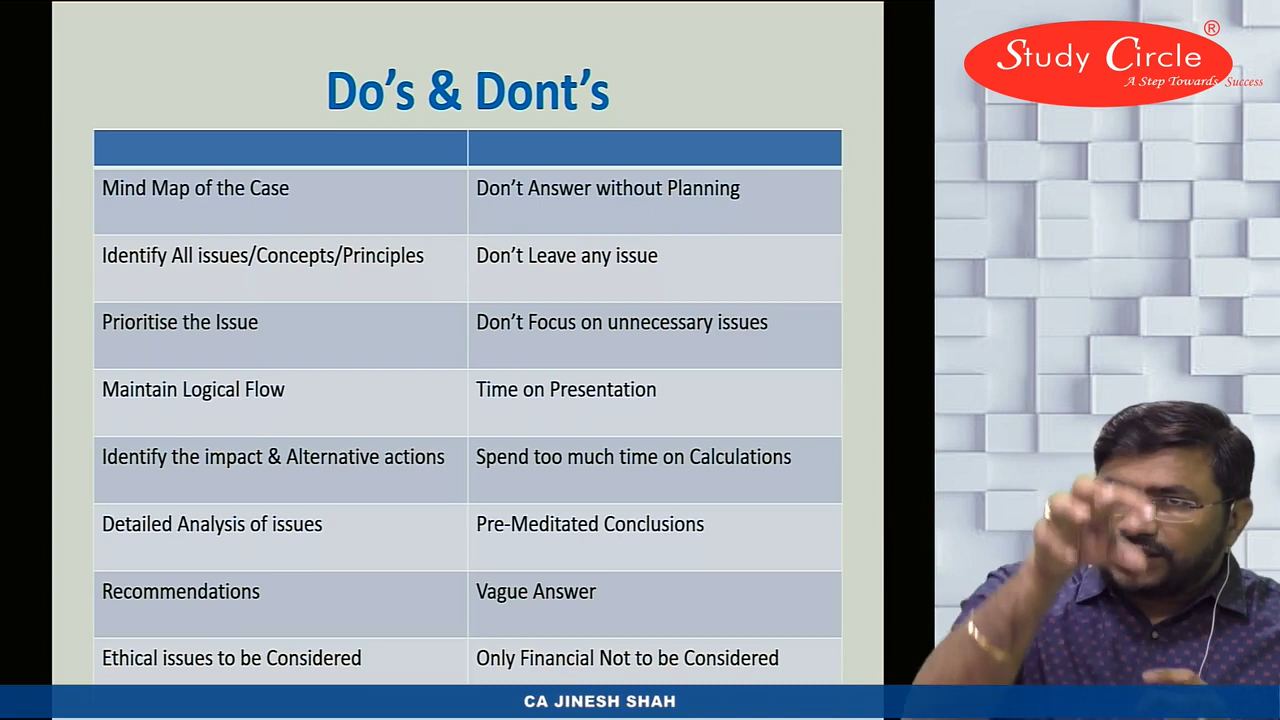 Do's & Dont's
Mind Map of the Case
Don't Answer without Planning
Identify All issues/Concepts/Principles
Don't Leave any issue
Prioritise the Issue
Don't Focus on unnecessary issues
Maintain Logical Flow
Time on Presentation
Identify the impact & Alternative actions
Spend too much time on Calculations
Detailed Analysis of issues
Pre-Meditated Conclusions
Recommendations
Vague Answer
Ethical issues to be Considered
Only Financial Not to be Considered
Study Circle ®
A Step Towards Success
CA JINESH SHAH